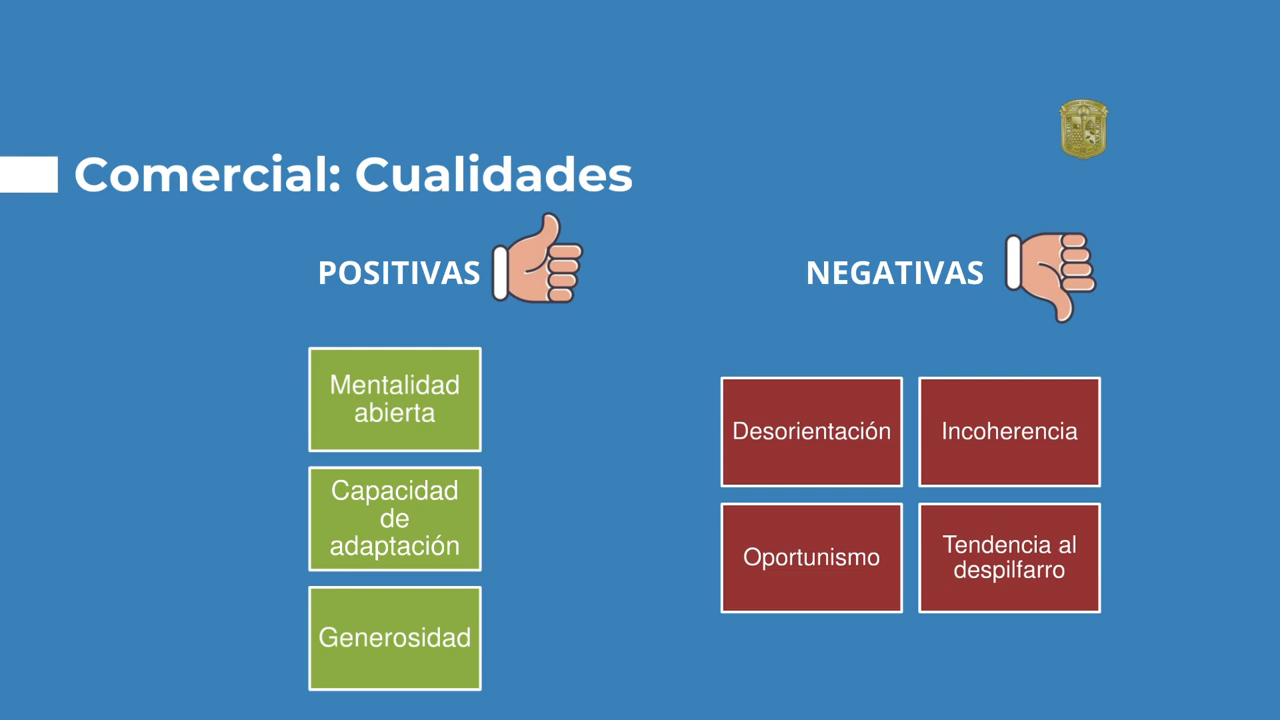 Comercial: Cualidades
POSITIVAS
Mentalidad
abierta
Capacidad
de
adaptación
Generosidad
NEGATIVAS
Desorientación
Incoherencia
Oportunismo
Tendencia al
despilfarro